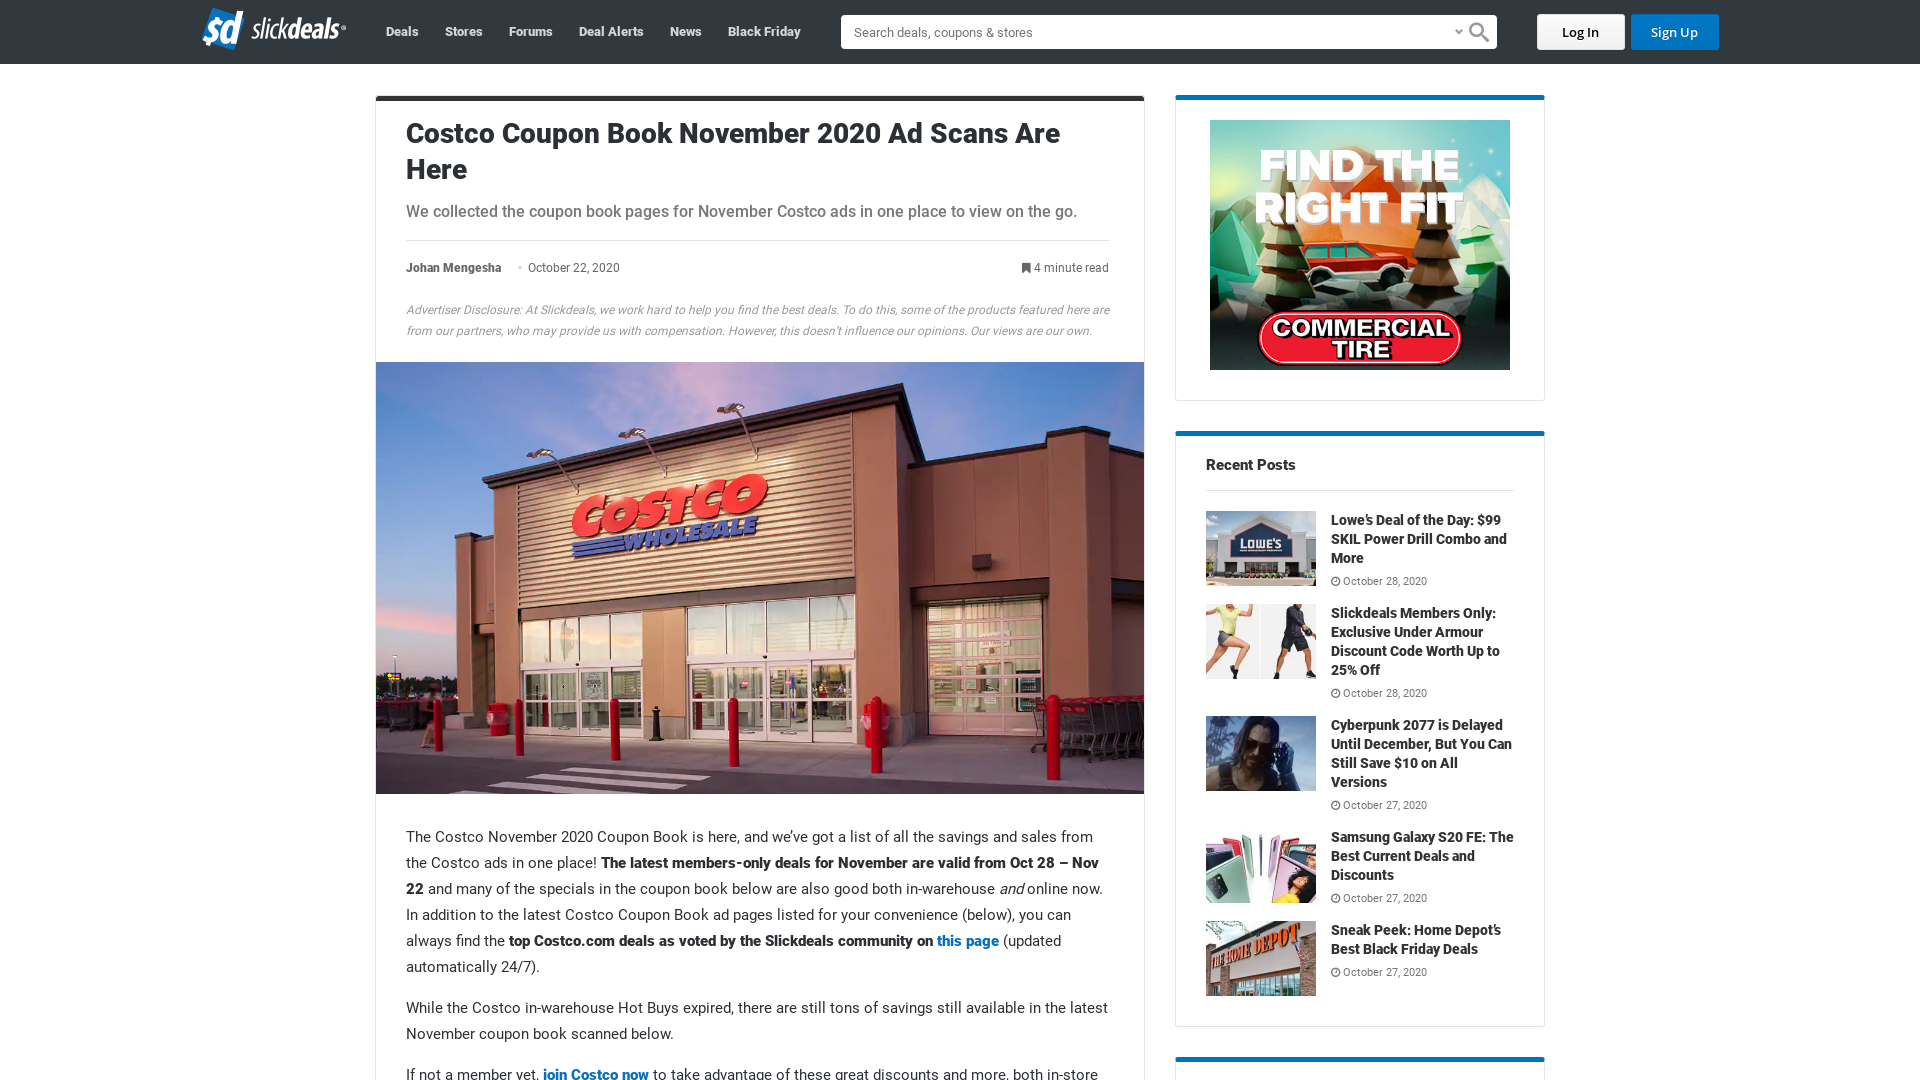 $d slickdeals
Deals Stores Forums Deal Alerts News Black Friday
Search deals, coupons & stores
Log In
Sign Up
Costco Coupon Book November 2020 Ad Scans Are
Here
We collected the coupon book pages for November Costco ads in one place to view on the go.
Johan Mengesha • October 22, 2020
4 minute read
Advertiser Disclosure: At Slickdeals, we work hard to help you find the best deals. To do this, some of the products featured here are
from our partners, who may provide us with compensation. However, this doesn't influence our opinions. Our views are our own.
COSTCO
WHOLESALE
The Costco November 2020 Coupon Book is here, and we’ve got a list of all the savings and sales from
the Costco ads in one place! The latest members-only deals for November are valid from Oct 28 – Nov
22 and many of the specials in the coupon book below are also good both in-warehouse and online now.
In addition to the latest Costco Coupon Book ad pages listed for your convenience (below), you can
always find the top Costco.com deals as voted by the Slickdeals community on this page (updated
automatically 24/7).
While the Costco in-warehouse Hot Buys expired, there are still tons of savings still available in the latest
November coupon book scanned below.
If not a member yet, join Costco now to take advantage of these great discounts and more, both in-store
FIND THE
RIGHT FIT
COMMERCIAL
TIRE
Recent Posts
LOWE'S
Lowe’s Deal of the Day: $99
SKIL Power Drill Combo and
More
October 28, 2020
Slickdeals Members Only:
Exclusive Under Armour
Discount Code Worth Up to
25% Off
October 28, 2020
Cyberpunk 2077 is Delayed
Until December, But You Can
Still Save $10 on All
Versions
October 27, 2020
Samsung Galaxy S20 FE: The
Best Current Deals and
Discounts
October 27, 2020
THE HOME DEPOT
Sneak Peek: Home Depot’s
Best Black Friday Deals
October 27, 2020